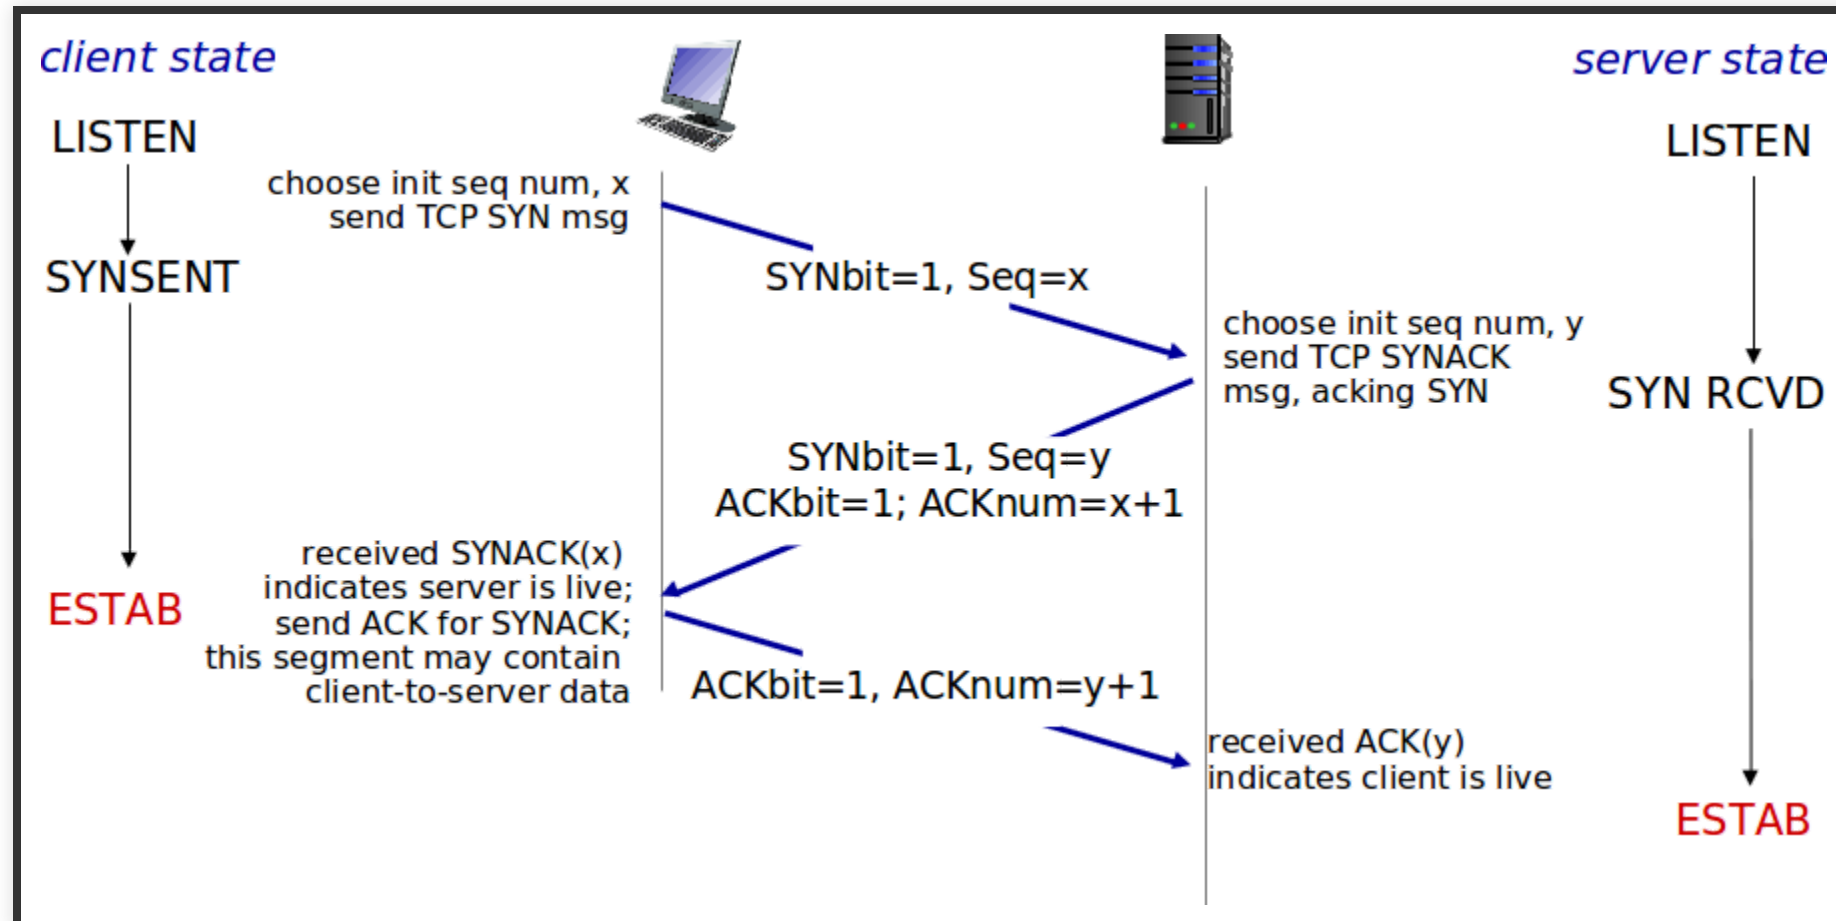 client state
server state
LISTEN
LISTEN
choose init seq num, x
send TCP SYN msg
SYNSENT
SYNbit=1, Seq=x
choose init seq num, y
send TCP SYNACK
msg, acking SYN
SYN RCVD
SYNbit=1, Seq=y
ACKbit=1; ACKnum=x+1
received SYNACK(x)
indicates server is live;
send ACK for SYNACK;
this segment may contain
client-to-server data
ESTAB
ACKbit=1, ACKnum=y+1
received ACK(y)
indicates client is live
ESTAB